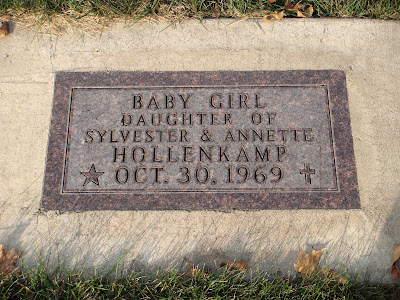 BABY GIRL
DAUGHTER OF
SYLVESTER & ANNETTE
HOLLENKAMP
OCT. 30, 1969